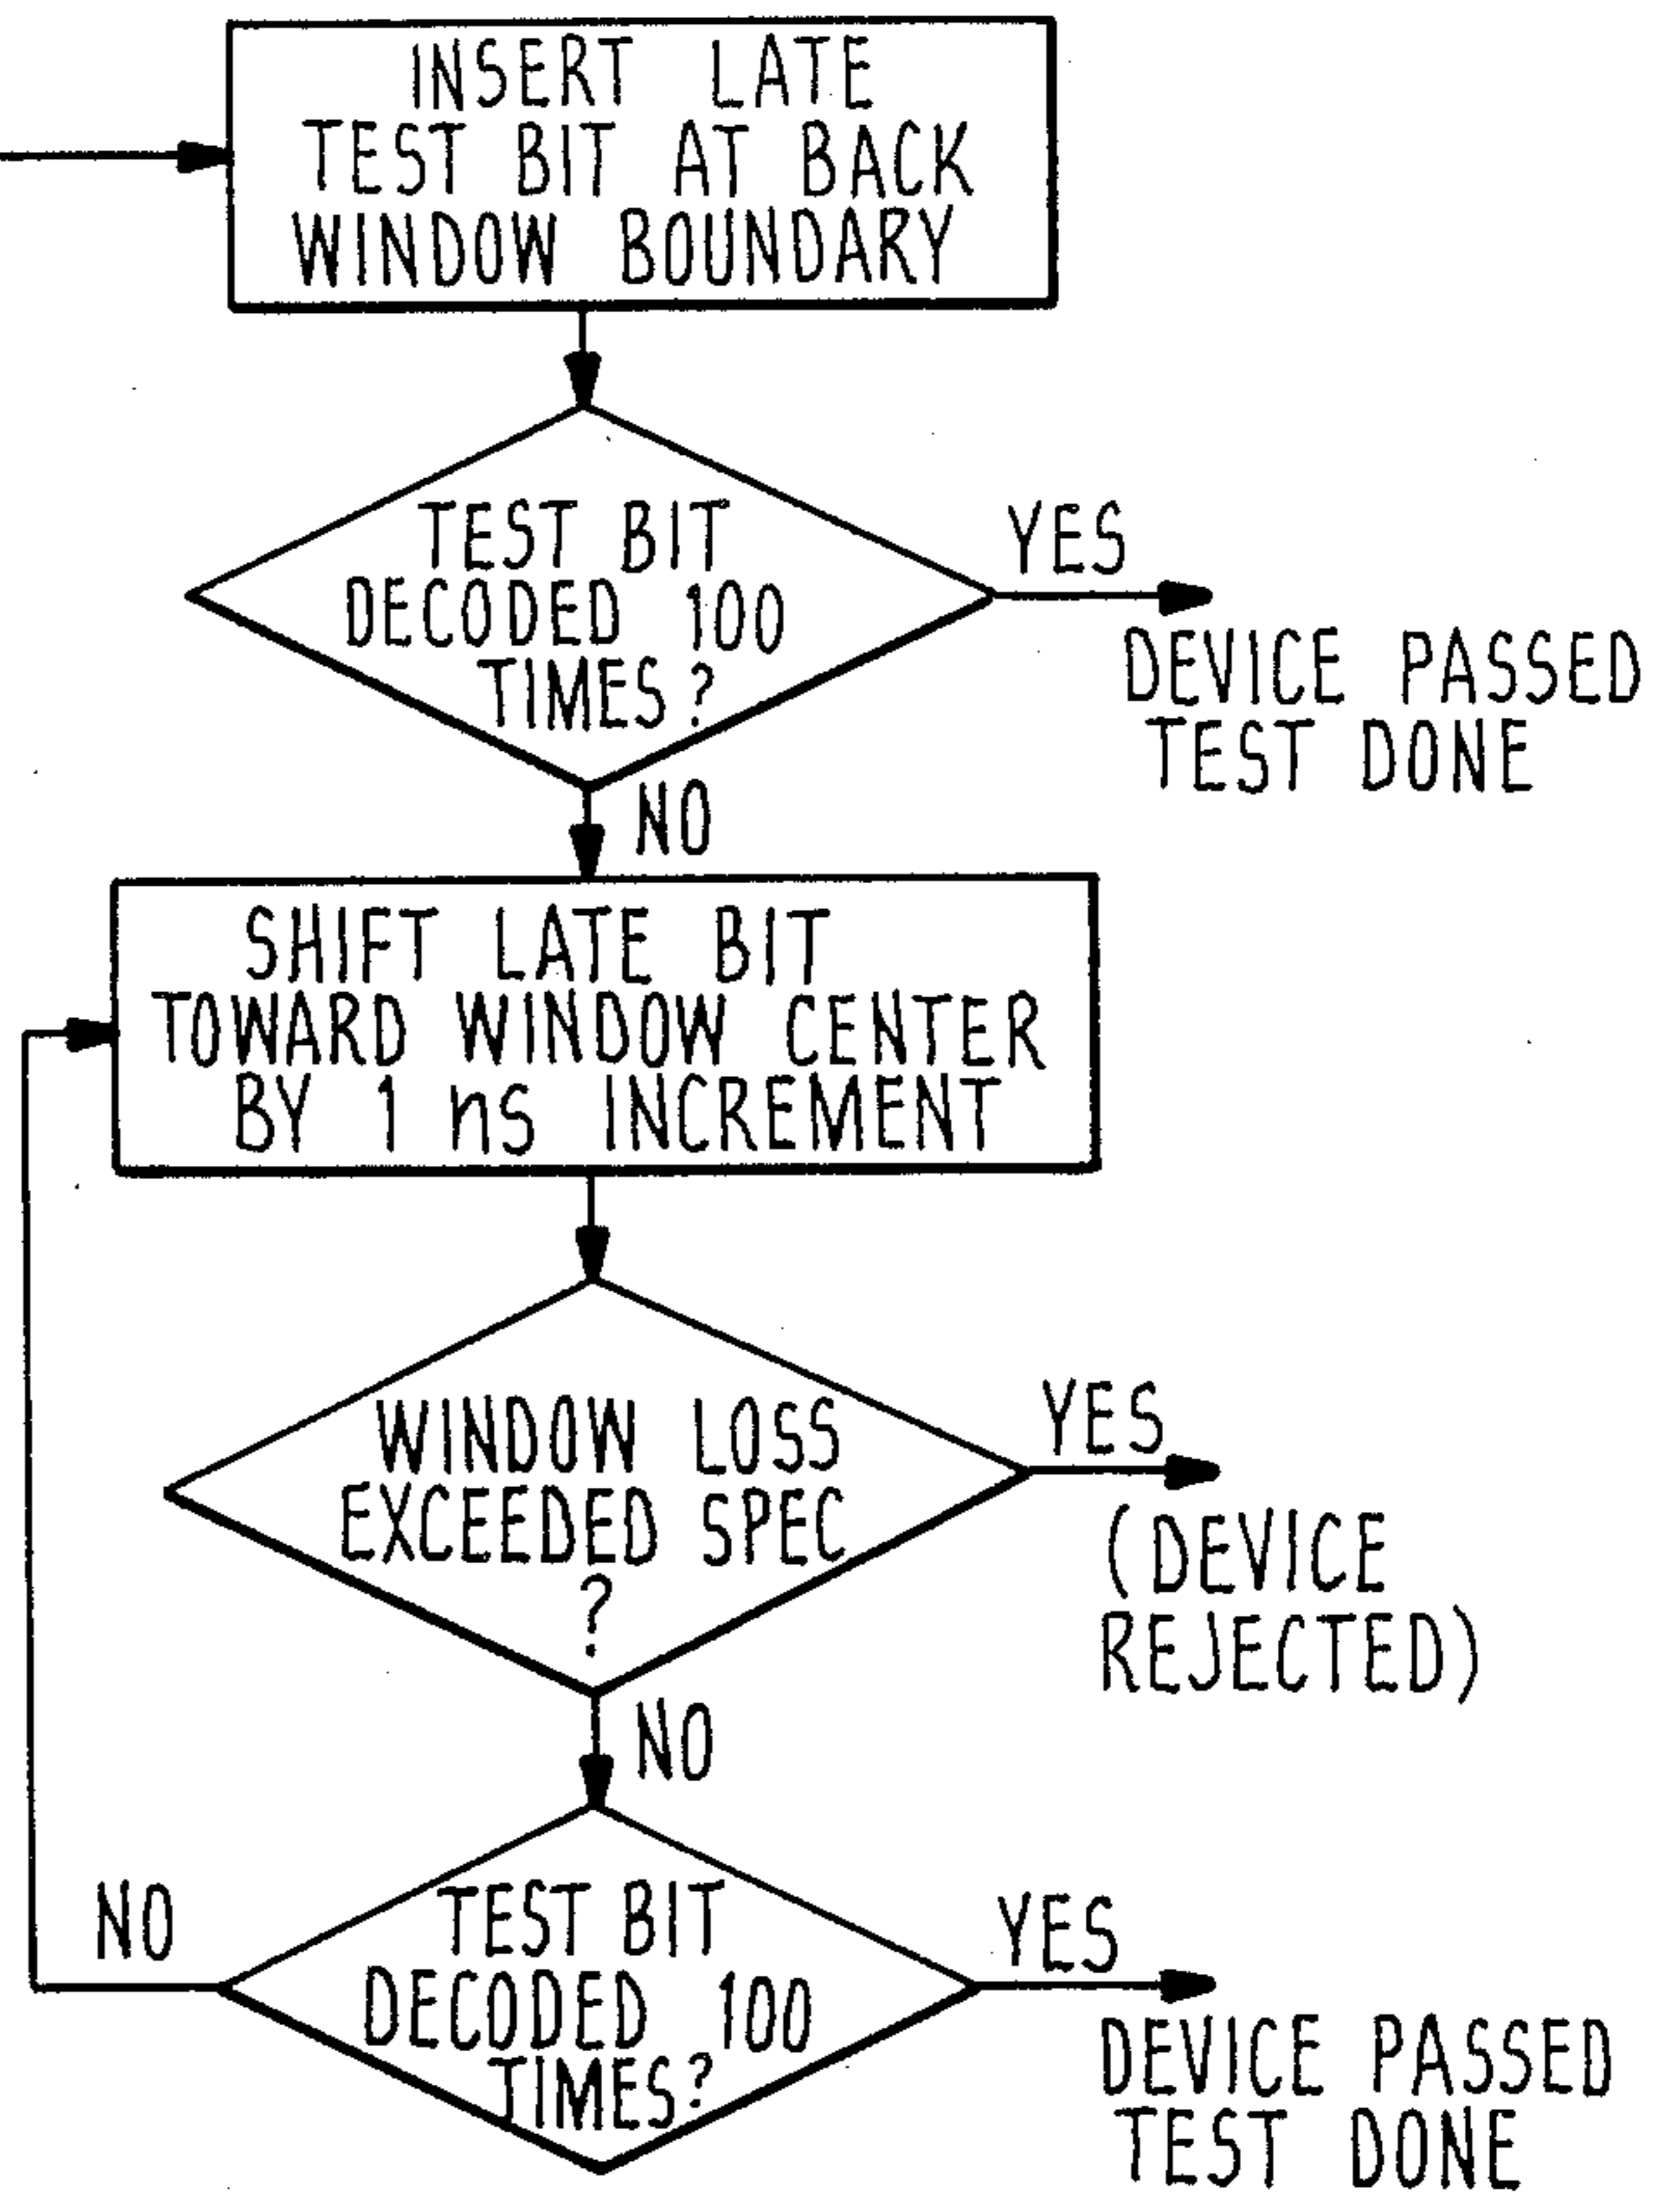 INSERT LATE
TEST BIT AT BACK
WINDOW BOUNDARY
TEST BIT
DECODED 100
TIMES?
YES
DEVICE PASSED
TEST DONE
NO
SHIFT LATE BIT
TOWARD WINDOW CENTER
BY 1 ns INCREMENT
WINDOW LOSS
EXCEEDED SPEC
?
YES
(DEVICE
REJECTED)
NO
TEST BIT
DECODED 100
TIMES?
NO
YES
DEVICE PASSED
TEST DONE